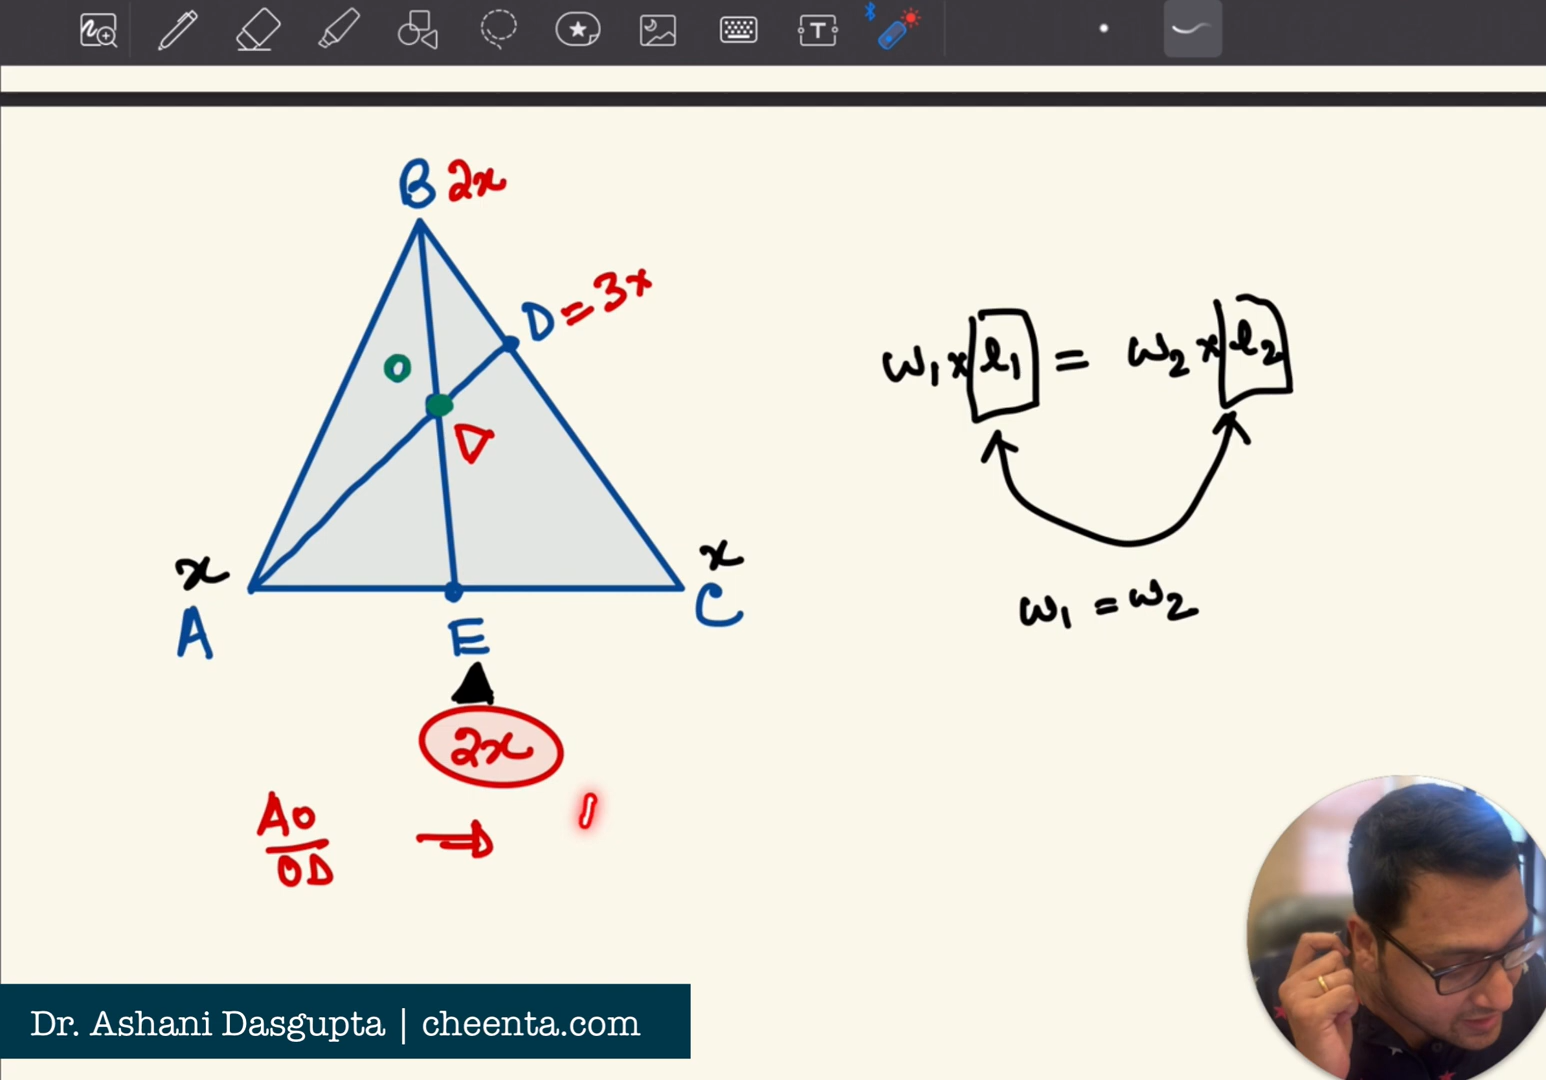 B 2x
D = 3x
O
w₁ × l₁ = w₂ × l₂
x
x
A
E
C
w₁ = w₂
2x
AO
OD
Dr. Ashani Dasgupta | cheenta.com